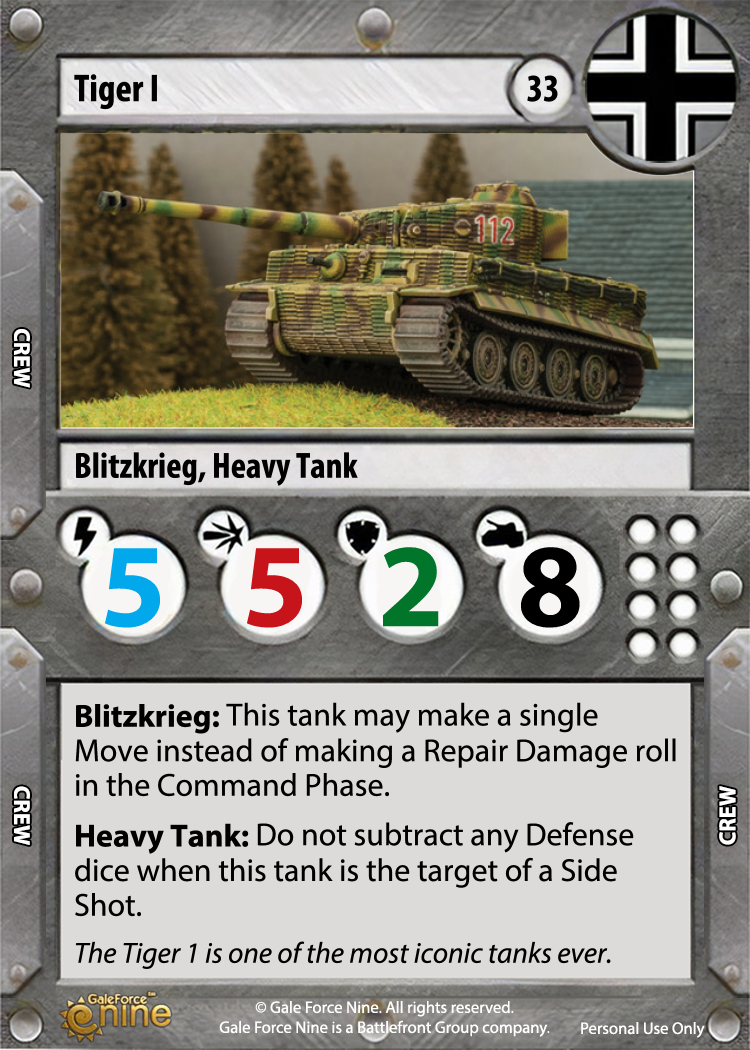 Tiger I
33
112
CREW
Blitzkrieg, Heavy Tank
5 5 2 8
Blitzkrieg: This tank may make a single
Move instead of making a Repair Damage roll
in the Command Phase.
Heavy Tank: Do not subtract any Defense
dice when this tank is the target of a Side
Shot.
CREW
CREW
The Tiger 1 is one of the most iconic tanks ever.
GaleForce™
nine
© Gale Force Nine. All rights reserved.
Gale Force Nine is a Battlefront Group company.
Personal Use Only